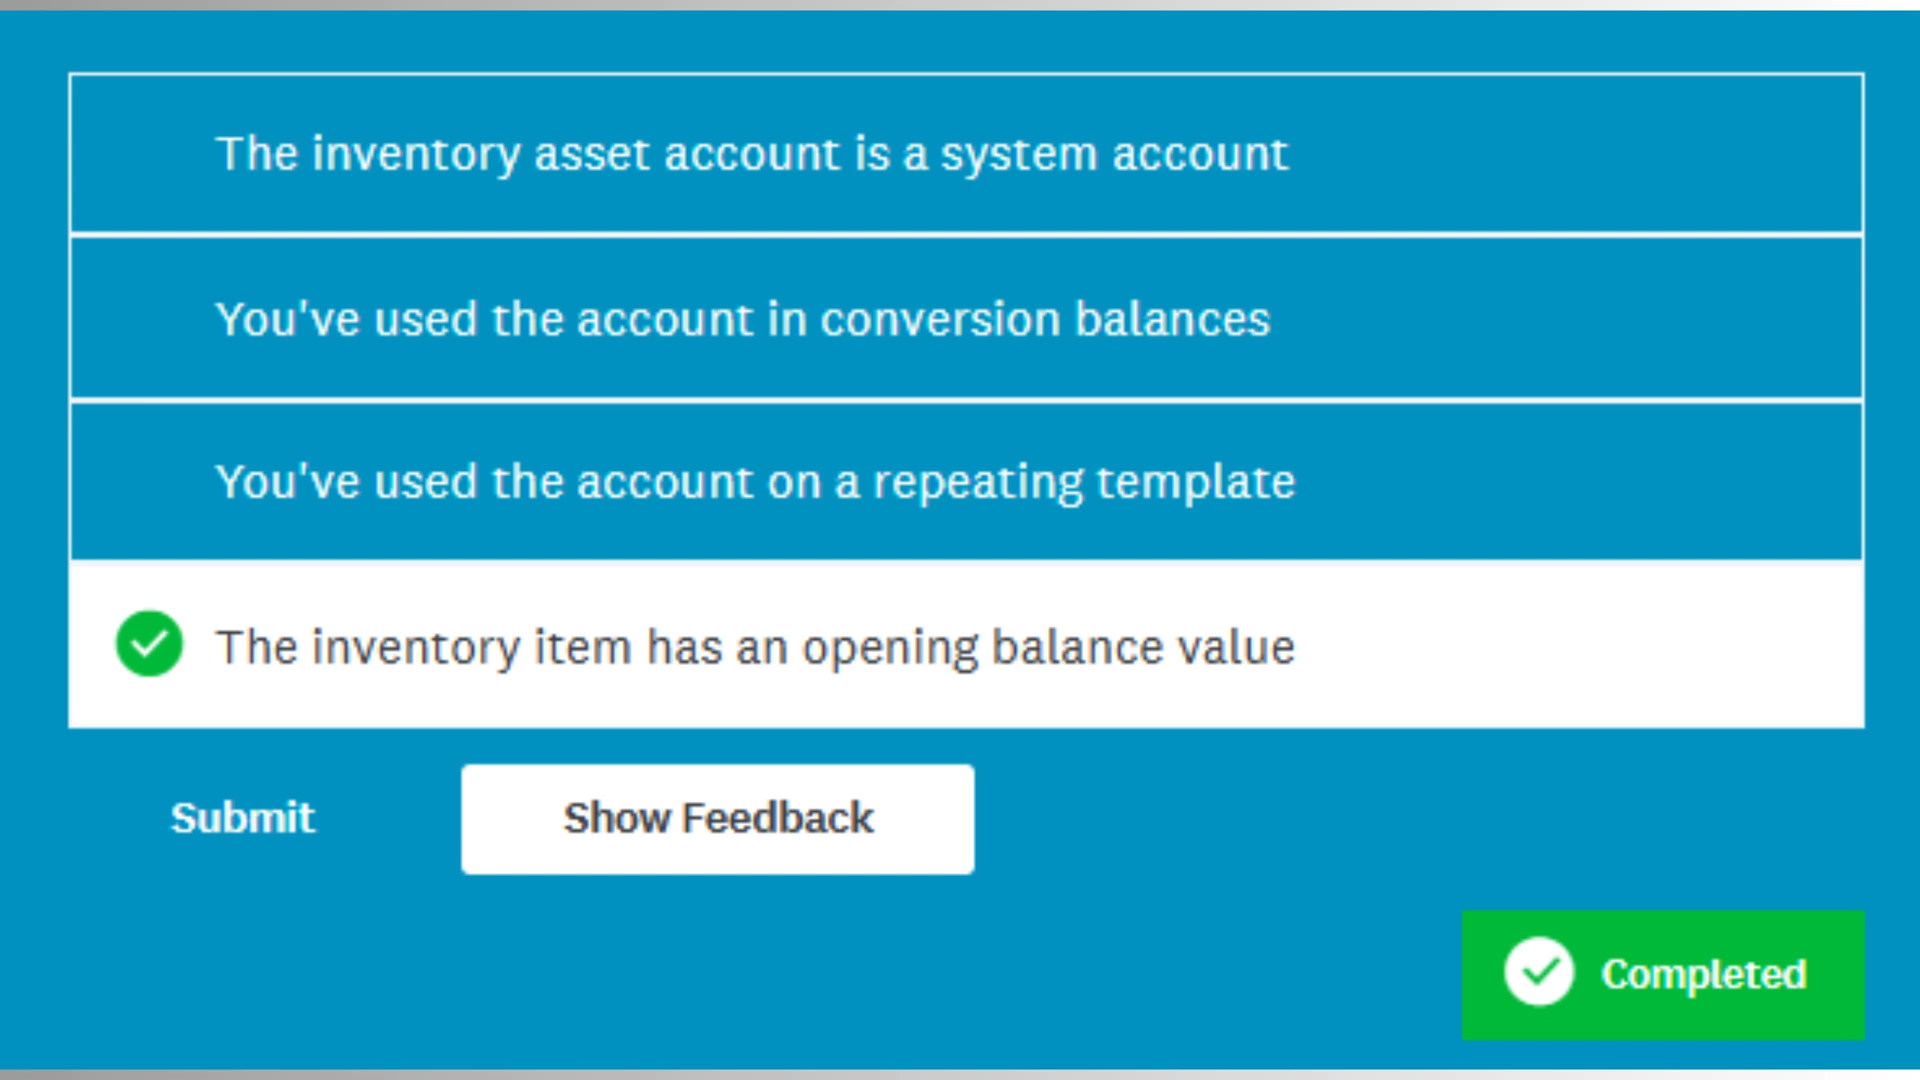 The inventory asset account is a system account
You've used the account in conversion balances
You've used the account on a repeating template
The inventory item has an opening balance value
Submit
Show Feedback
Completed